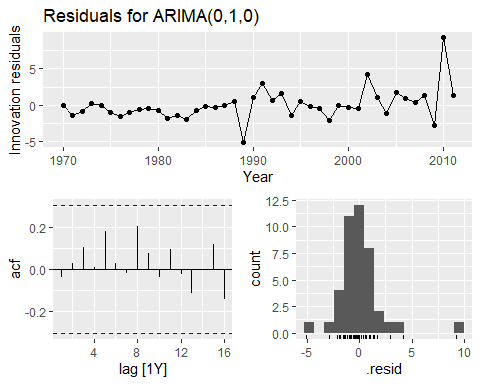 Residuals for ARIMA(0,1,0)
Innovation residuals
5
0
-5
1970 1980 1990 2000 2010
Year
acf
0.2
0.0
-0.2
4 8 12 16
lag [1Y]
count
12.5
10.0
7.5
5.0
2.5
0.0
-5 0 5 10
.resid